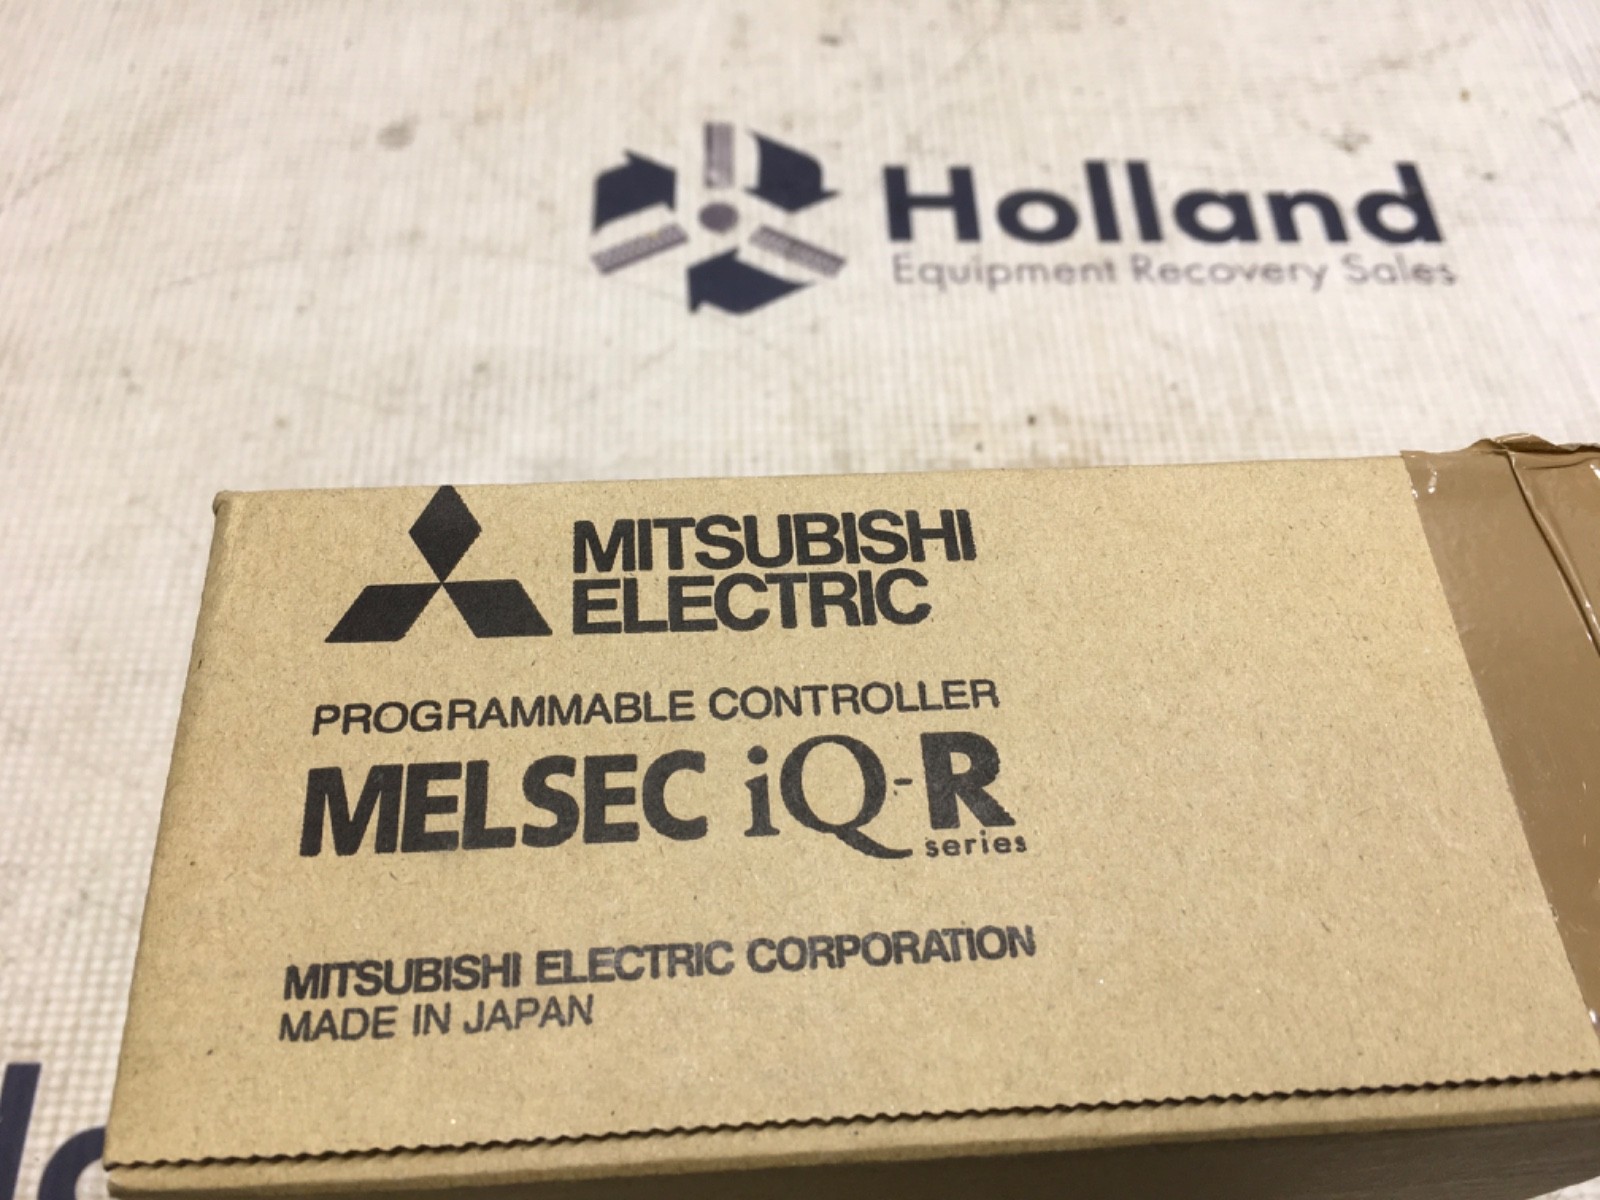 Holland
Equipment Recovery Sales
MITSUBISHI
ELECTRIC
PROGRAMMABLE CONTROLLER
MELSEC iQ-R
series
MITSUBISHI ELECTRIC CORPORATION
MADE IN JAPAN